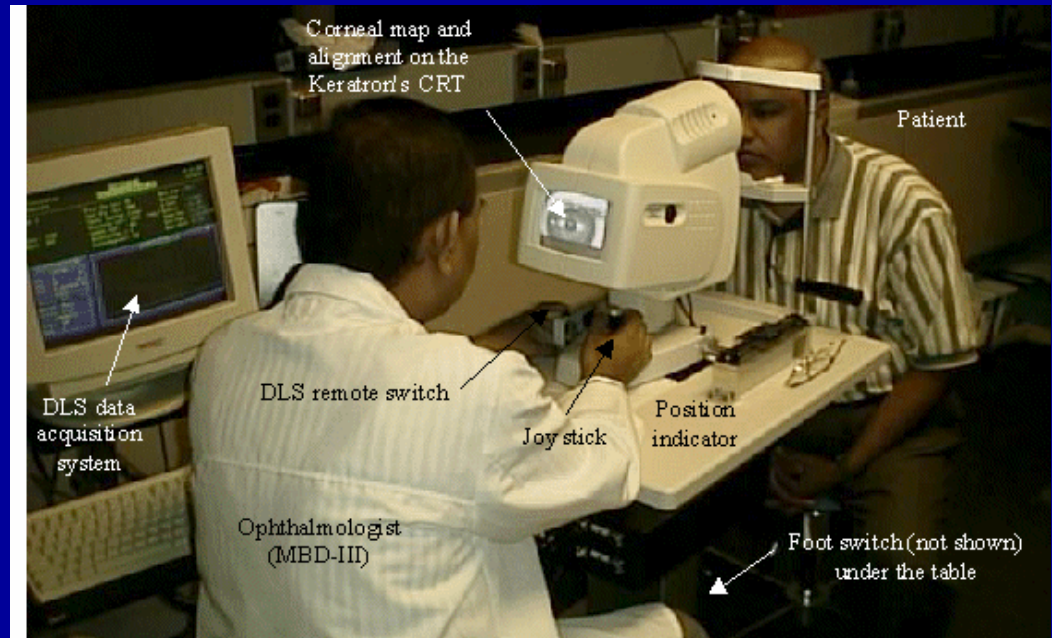 Corneal map and
alignment on the
Keratron's CRT
Patient
DLS remote switch
DLS data
acquisition
system
Joy stick
Position
indicator
Ophthalmologist
(MBD-III)
Foot switch (not shown)
under the table